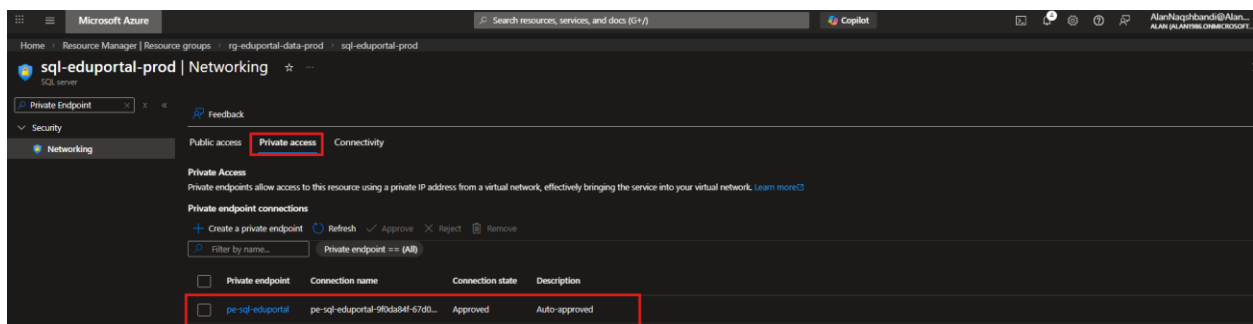 Microsoft Azure
Search resources, services, and docs (G+/)
Copilot
4
AlanNaqshbandi@Alan...
ALAN (ALAN1986.ONMICROSOFT...
Home > Resource Manager | Resource groups > rg-eduportal-data-prod > sql-eduportal-prod
sql-eduportal-prod | Networking ☆ ...
SQL server
Private Endpoint
Feedback
Security
Networking
Public access Private access Connectivity
Private Access
Private endpoints allow access to this resource using a private IP address from a virtual network, effectively bringing the service into your virtual network. Learn more
Private endpoint connections
Create a private endpoint Refresh Approve Reject Remove
Filter by name... Private endpoint == (All)
Private endpoint Connection name Connection state Description
pe-sql-eduportal pe-sql-eduportal-9f0da84f-67d0... Approved Auto-approved